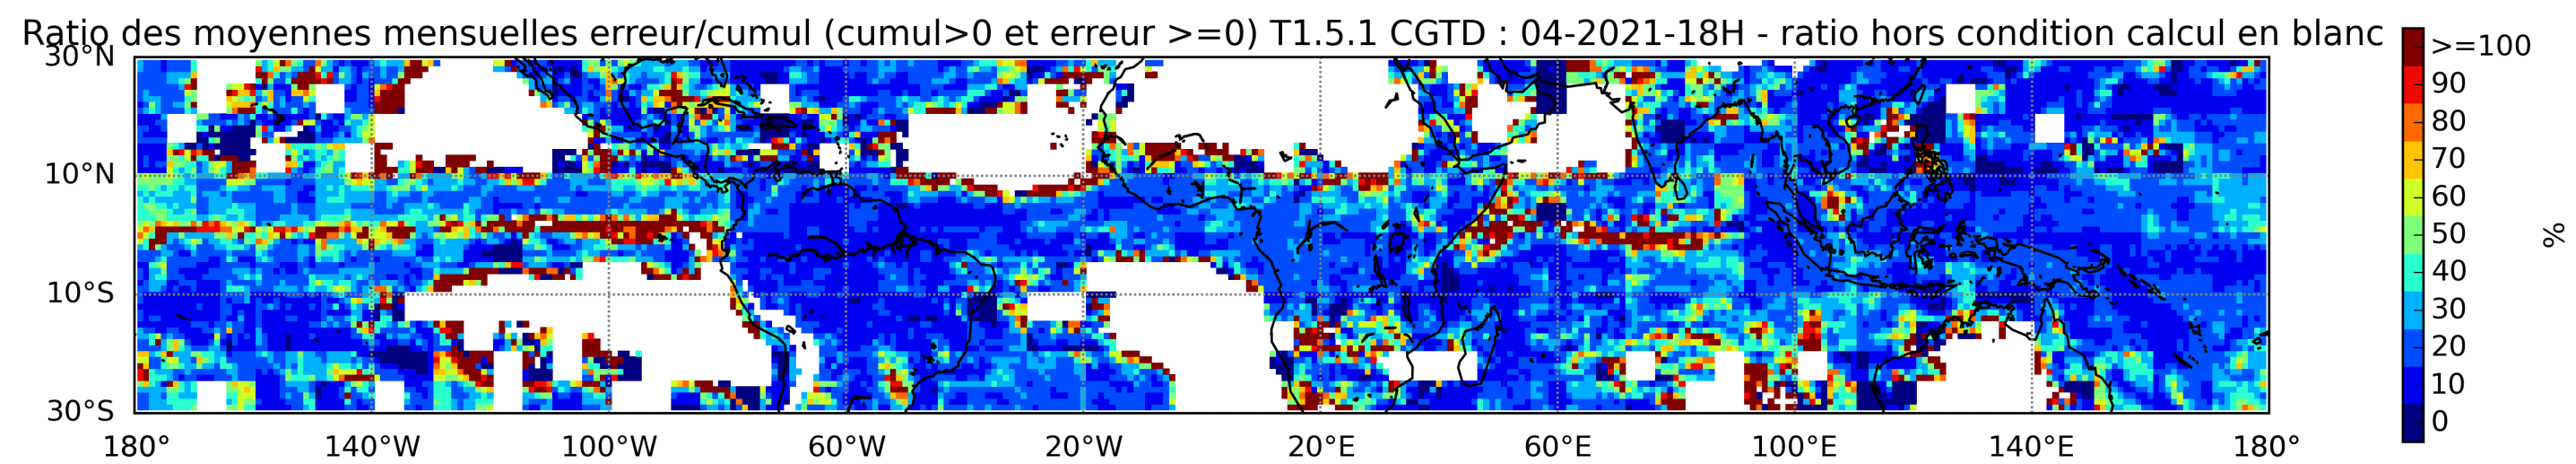 Ratio des moyennes mensuelles erreur/cumul (cumul>0 et erreur >=0) T1.5.1 CGTD : 04-2021-18H - ratio hors condition calcul en blanc
30°N
10°N
10°S
30°S
180°
140°W
100°W
60°W
20°W
20°E
60°E
100°E
140°E
180°
>=100
90
80
70
60
50
40
30
20
10
0
%